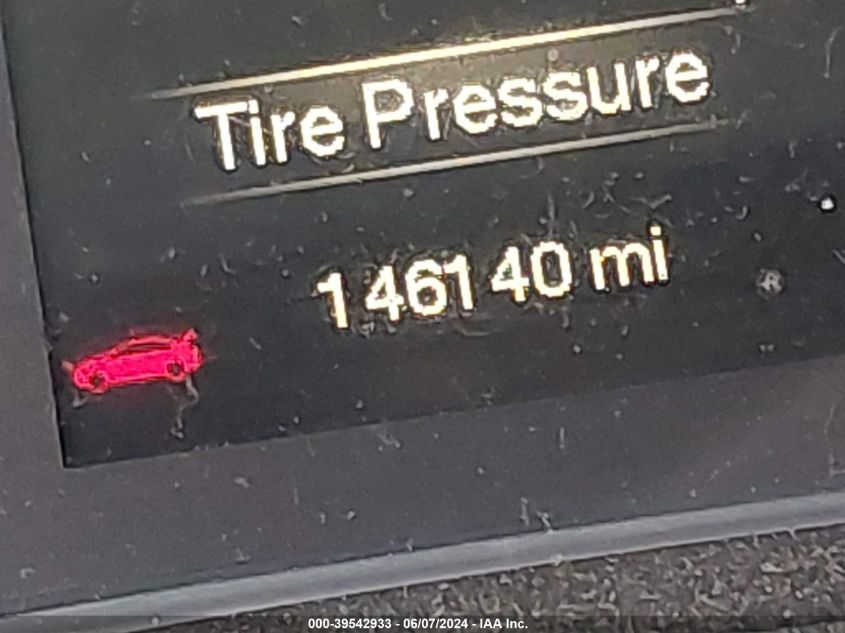 Tire Pressure
146140 mi
R
000-39542933 - 06/07/2024 - IAA Inc.